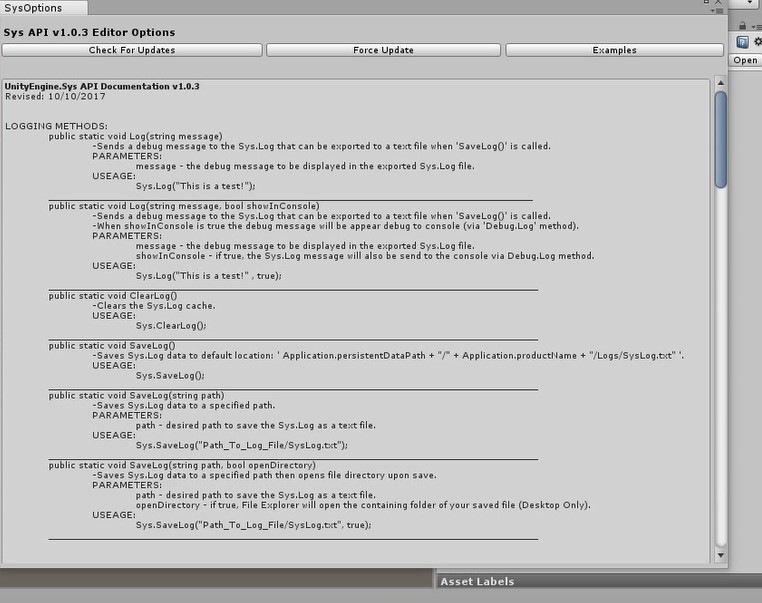 SysOptions
Sys API v1.0.3 Editor Options
Check For Updates
Force Update
Examples
Open
UnityEngine.Sys API Documentation v1.0.3
Revised: 10/10/2017
LOGGING METHODS:
public static void Log(string message)
-Sends a debug message to the Sys.Log that can be exported to a text file when 'SaveLog()' is called.
PARAMETERS:
message - the debug message to be displayed in the exported Sys.Log file.
USEAGE:
Sys.Log("This is a test!");
public static void Log(string message, bool showInConsole)
-Sends a debug message to the Sys.Log that can be exported to a text file when 'SaveLog()' is called.
-When showInConsole is true the debug message will be appear debug to console (via 'Debug.Log' method).
PARAMETERS:
message - the debug message to be displayed in the exported Sys.Log file.
showInConsole - if true, the Sys.Log message will also be send to the console via Debug.Log method.
USEAGE:
Sys.Log("This is a test!" , true);
public static void ClearLog()
-Clears the Sys.Log cache.
USEAGE:
Sys.ClearLog();
public static void SaveLog()
-Saves Sys.Log data to default location: ' Application.persistentDataPath + "/" + Application.productName + "/Logs/SysLog.txt" '.
USEAGE:
Sys.SaveLog();
public static void SaveLog(string path)
-Saves Sys.Log data to a specified path.
PARAMETERS:
path - desired path to save the Sys.Log as a text file.
USEAGE:
Sys.SaveLog("Path_To_Log_File/SysLog.txt");
public static void SaveLog(string path, bool openDirectory)
-Saves Sys.Log data to a specified path then opens file directory upon save.
PARAMETERS:
path - desired path to save the Sys.Log as a text file.
openDirectory - if true, File Explorer will open the containing folder of your saved file (Desktop Only).
USEAGE:
Sys.SaveLog("Path_To_Log_File/SysLog.txt", true);
Asset Labels